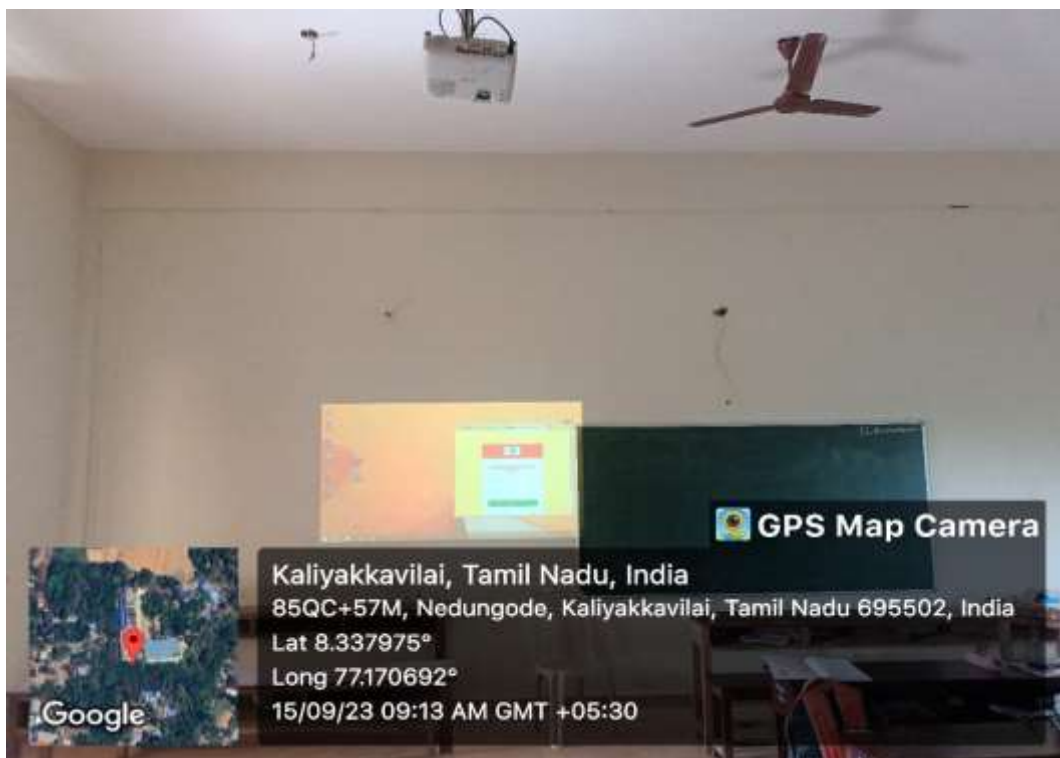 GPS Map Camera
Kaliyakkavilai, Tamil Nadu, India
85QC+57M, Nedungode, Kaliyakkavilai, Tamil Nadu 695502, India
Lat 8.337975°
Long 77.170692°
15/09/23 09:13 AM GMT +05:30
Google